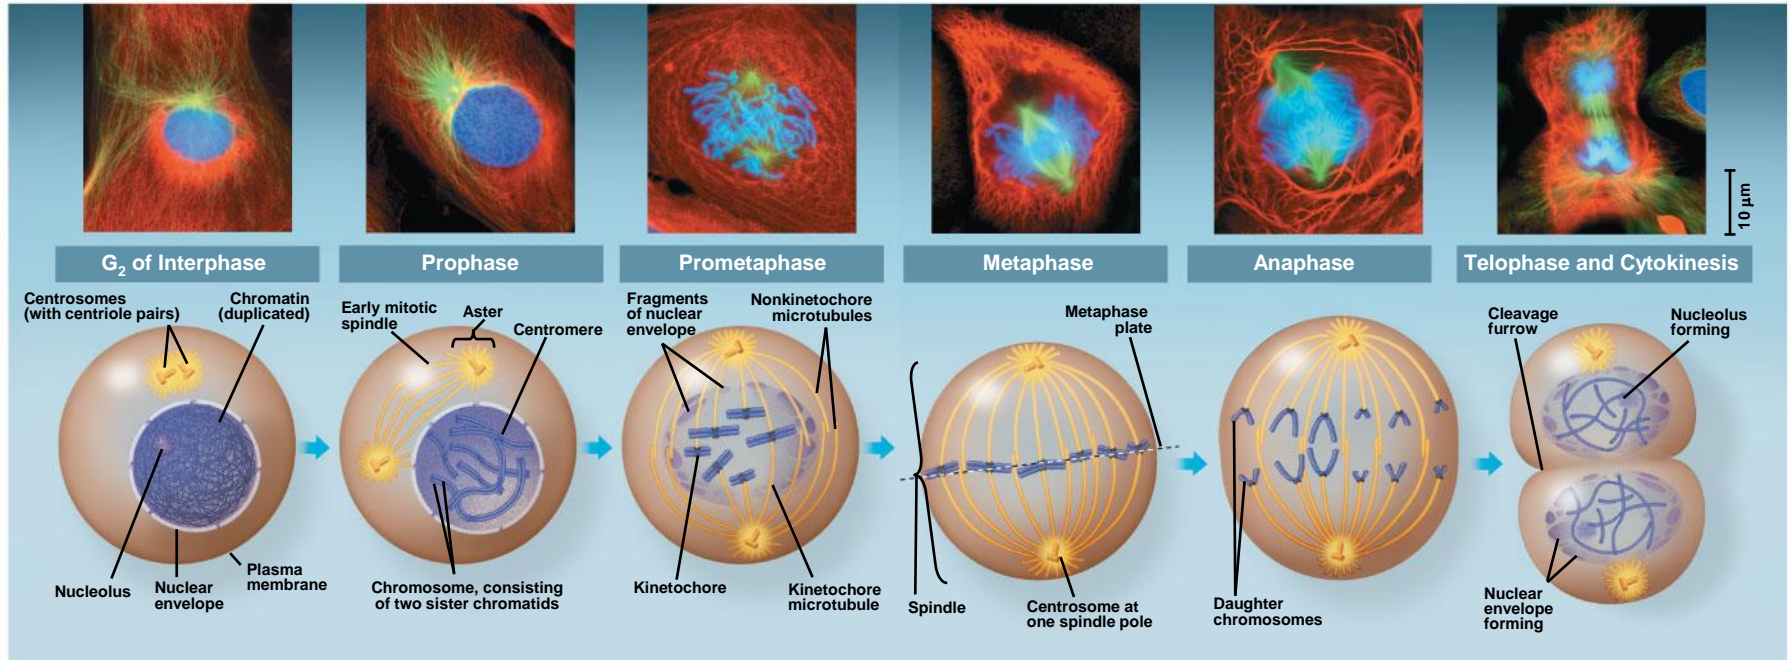 10 µm
G2 of Interphase
Prophase
Prometaphase
Metaphase
Anaphase
Telophase and Cytokinesis
Centrosomes
(with centriole pairs)
Chromatin
(duplicated)
Nucleolus
Nuclear
envelope
Plasma
membrane
Early mitotic
spindle
Aster
Centromere
Chromosome, consisting
of two sister chromatids
Fragments
of nuclear
envelope
Nonkinetochore
microtubules
Kinetochore
Kinetochore
microtubule
Metaphase
plate
Spindle
Centrosome at
one spindle pole
Daughter
chromosomes
Cleavage
furrow
Nucleolus
forming
Nuclear
envelope
forming